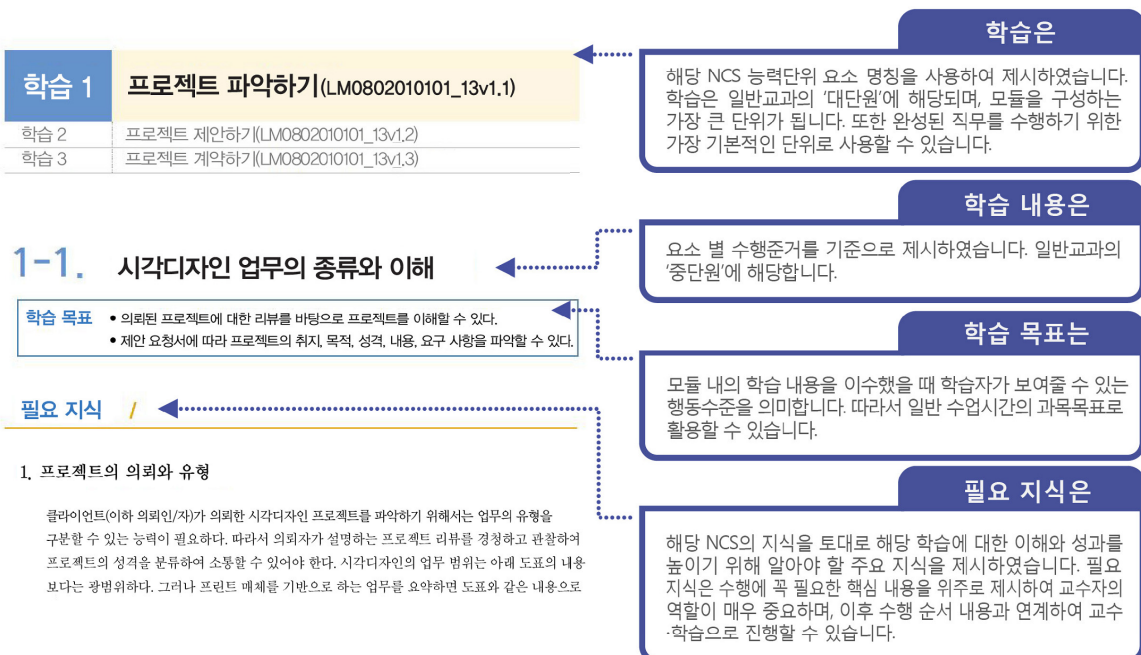 학습 1 프로젝트 파악하기(LM0802010101_13v1.1)
학습 2 프로젝트 제안하기(LM0802010101_13v1.2)
학습 3 프로젝트 계약하기(LM0802010101_13v1.3)
1-1. 시각디자인 업무의 종류와 이해
학습 목표 • 의뢰된 프로젝트에 대한 리뷰를 바탕으로 프로젝트를 이해할 수 있다.
• 제안 요청서에 따라 프로젝트의 취지, 목적, 성격, 내용, 요구 사항을 파악할 수 있다.
필요 지식 /
1. 프로젝트의 의뢰와 유형
클라이언트(이하 의뢰인/자)가 의뢰한 시각디자인 프로젝트를 파악하기 위해서는 업무의 유형을
구분할 수 있는 능력이 필요하다. 따라서 의뢰자가 설명하는 프로젝트 리뷰를 경청하고 관찰하여
프로젝트의 성격을 분류하여 소통할 수 있어야 한다. 시각디자인의 업무 범위는 아래 도표의 내용
보다는 광범위하다. 그러나 프린트 매체를 기반으로 하는 업무를 요약하면 도표와 같은 내용으로
학습은
해당 NCS 능력단위 요소 명칭을 사용하여 제시하였습니다.
학습은 일반교과의 '대단원'에 해당되며, 모듈을 구성하는
가장 큰 단위가 됩니다. 또한 완성된 직무를 수행하기 위한
가장 기본적인 단위로 사용할 수 있습니다.
학습 내용은
요소 별 수행준거를 기준으로 제시하였습니다. 일반교과의
'중단원'에 해당합니다.
학습 목표는
모듈 내의 학습 내용을 이수했을 때 학습자가 보여줄 수 있는
행동수준을 의미합니다. 따라서 일반 수업시간의 과목목표로
활용할 수 있습니다.
필요 지식은
해당 NCS의 지식을 토대로 해당 학습에 대한 이해와 성과를
높이기 위해 알아야 할 주요 지식을 제시하였습니다. 필요
지식은 수행에 꼭 필요한 핵심 내용을 위주로 제시하여 교수자의
역할이 매우 중요하며, 이후 수행 순서 내용과 연계하여 교수
·학습으로 진행할 수 있습니다.